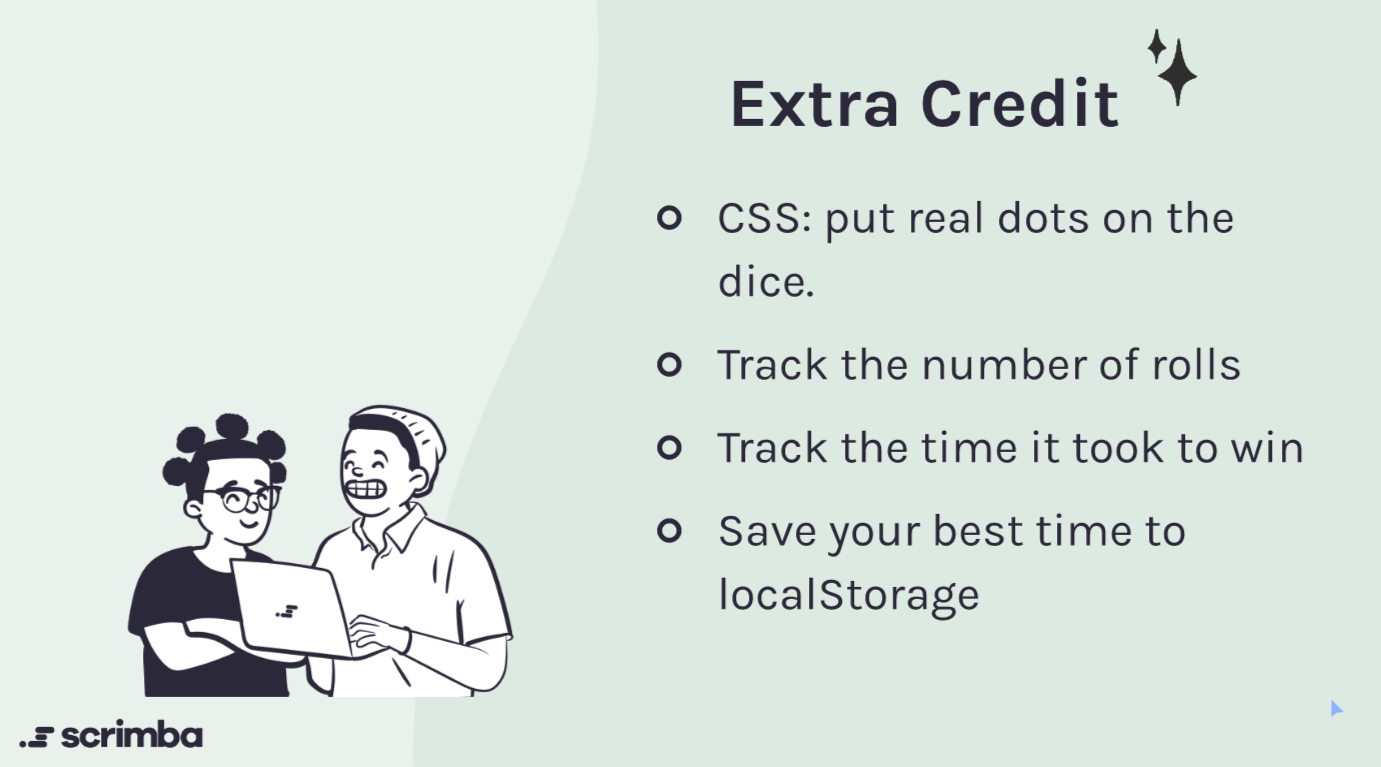 Extra Credit
CSS: put real dots on the
dice.
Track the number of rolls
Track the time it took to win
Save your best time to
localStorage
scrimba